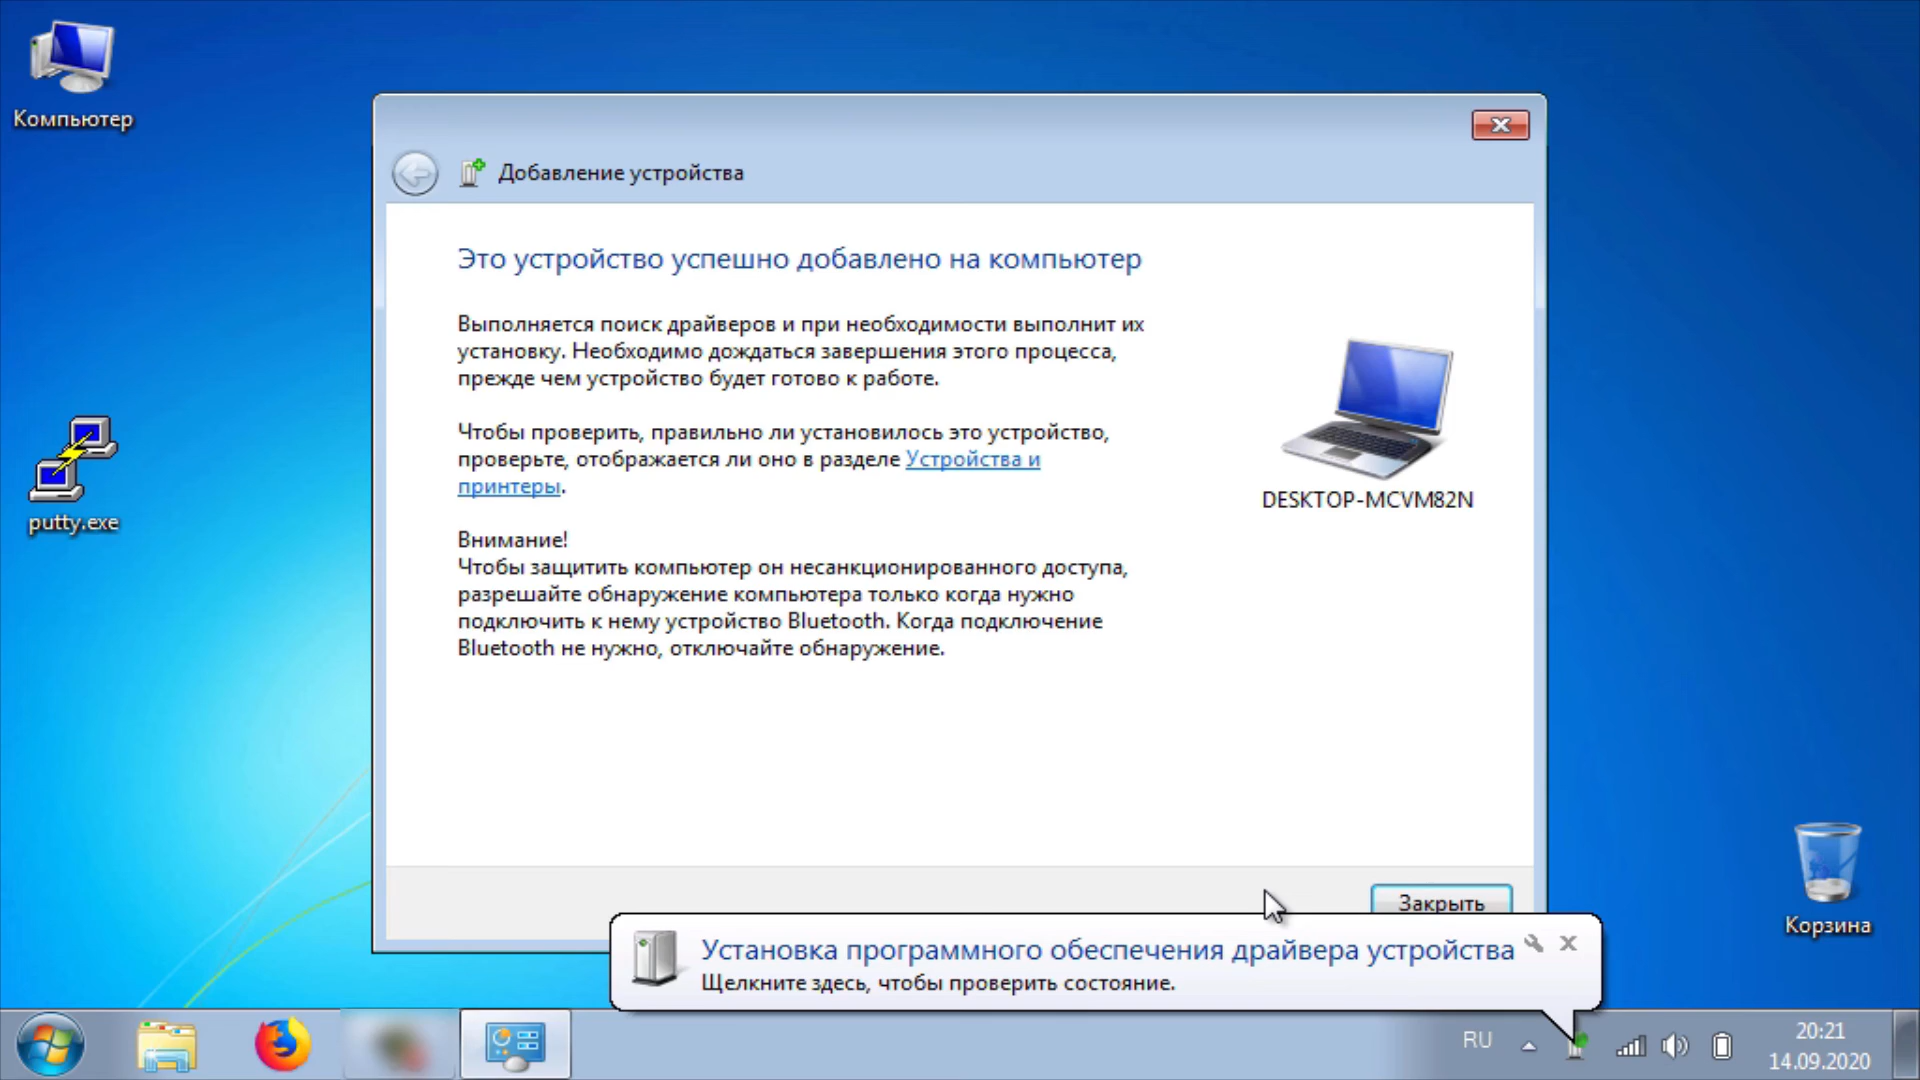 Компьютер
Добавление устройства
Это устройство успешно добавлено на компьютер
Выполняется поиск драйверов и при необходимости выполнит их
установку. Необходимо дождаться завершения этого процесса,
прежде чем устройство будет готово к работе.
Чтобы проверить, правильно ли установилось это устройство,
проверьте, отображается ли оно в разделе Устройства и
принтеры.
DESKTOP-MCVM82N
putty.exe
Внимание!
Чтобы защитить компьютер он несанкционированного доступа,
разрешайте обнаружение компьютера только когда нужно
подключить к нему устройство Bluetooth. Когда подключение
Bluetooth не нужно, отключайте обнаружение.
Закрыть
Корзина
Установка программного обеспечения драйвера устройства
Щелкните здесь, чтобы проверить состояние.
RU
20:21
14.09.2020